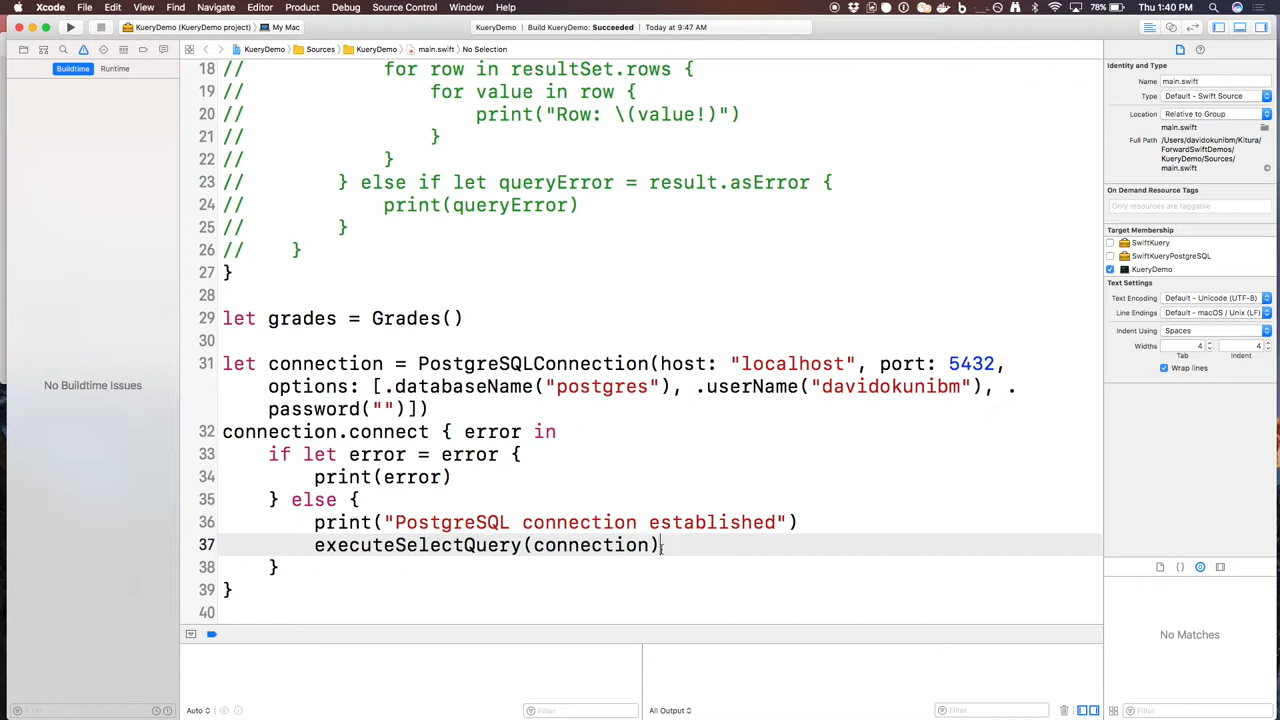 Xcode File Edit View Find Navigate Editor Product Debug Source Control Window Help
78% Thu 1:40 PM
KueryDemo (KueryDemo project) My Mac
KueryDemo Build KueryDemo: Succeeded Today at 9:47 AM
KueryDemo Sources KueryDemo main.swift No Selection
Buildtime Runtime
No Buildtime Issues
18 // for row in resultSet.rows {
19 // for value in row {
20 // print("Row: \(value!)")
21 // }
22 // }
23 // } else if let queryError = result.asError {
24 // print(queryError)
25 // }
26 // }
27 }
28
29 let grades = Grades()
30
31 let connection = PostgreSQLConnection(host: "localhost", port: 5432,
options: [.databaseName("postgres"), .userName("davidokunibm"), .
password("")])
32 connection.connect { error in
33 if let error = error {
34 print(error)
35 } else {
36 print("PostgreSQL connection established")
37 executeSelectQuery(connection)
38 }
39 }
40
Auto
Filter
All Output
Filter
Identity and Type
Name main.swift
Type Default - Swift Source
Location Relative to Group
main.swift
Full Path /Users/davidokunibm/Kitura/
ForwardSwiftDemos/
KueryDemo/Sources/
main.swift
On Demand Resource Tags
Only resources are taggable
Target Membership
SwiftKuery
SwiftKueryPostgreSQL
KueryDemo
Text Settings
Text Encoding Default - Unicode (UTF-8)
Line Endings Default - macOS / Unix (LF)
Indent Using Spaces
Widths 4 4
Tab Indent
Wrap lines
No Matches
Filter